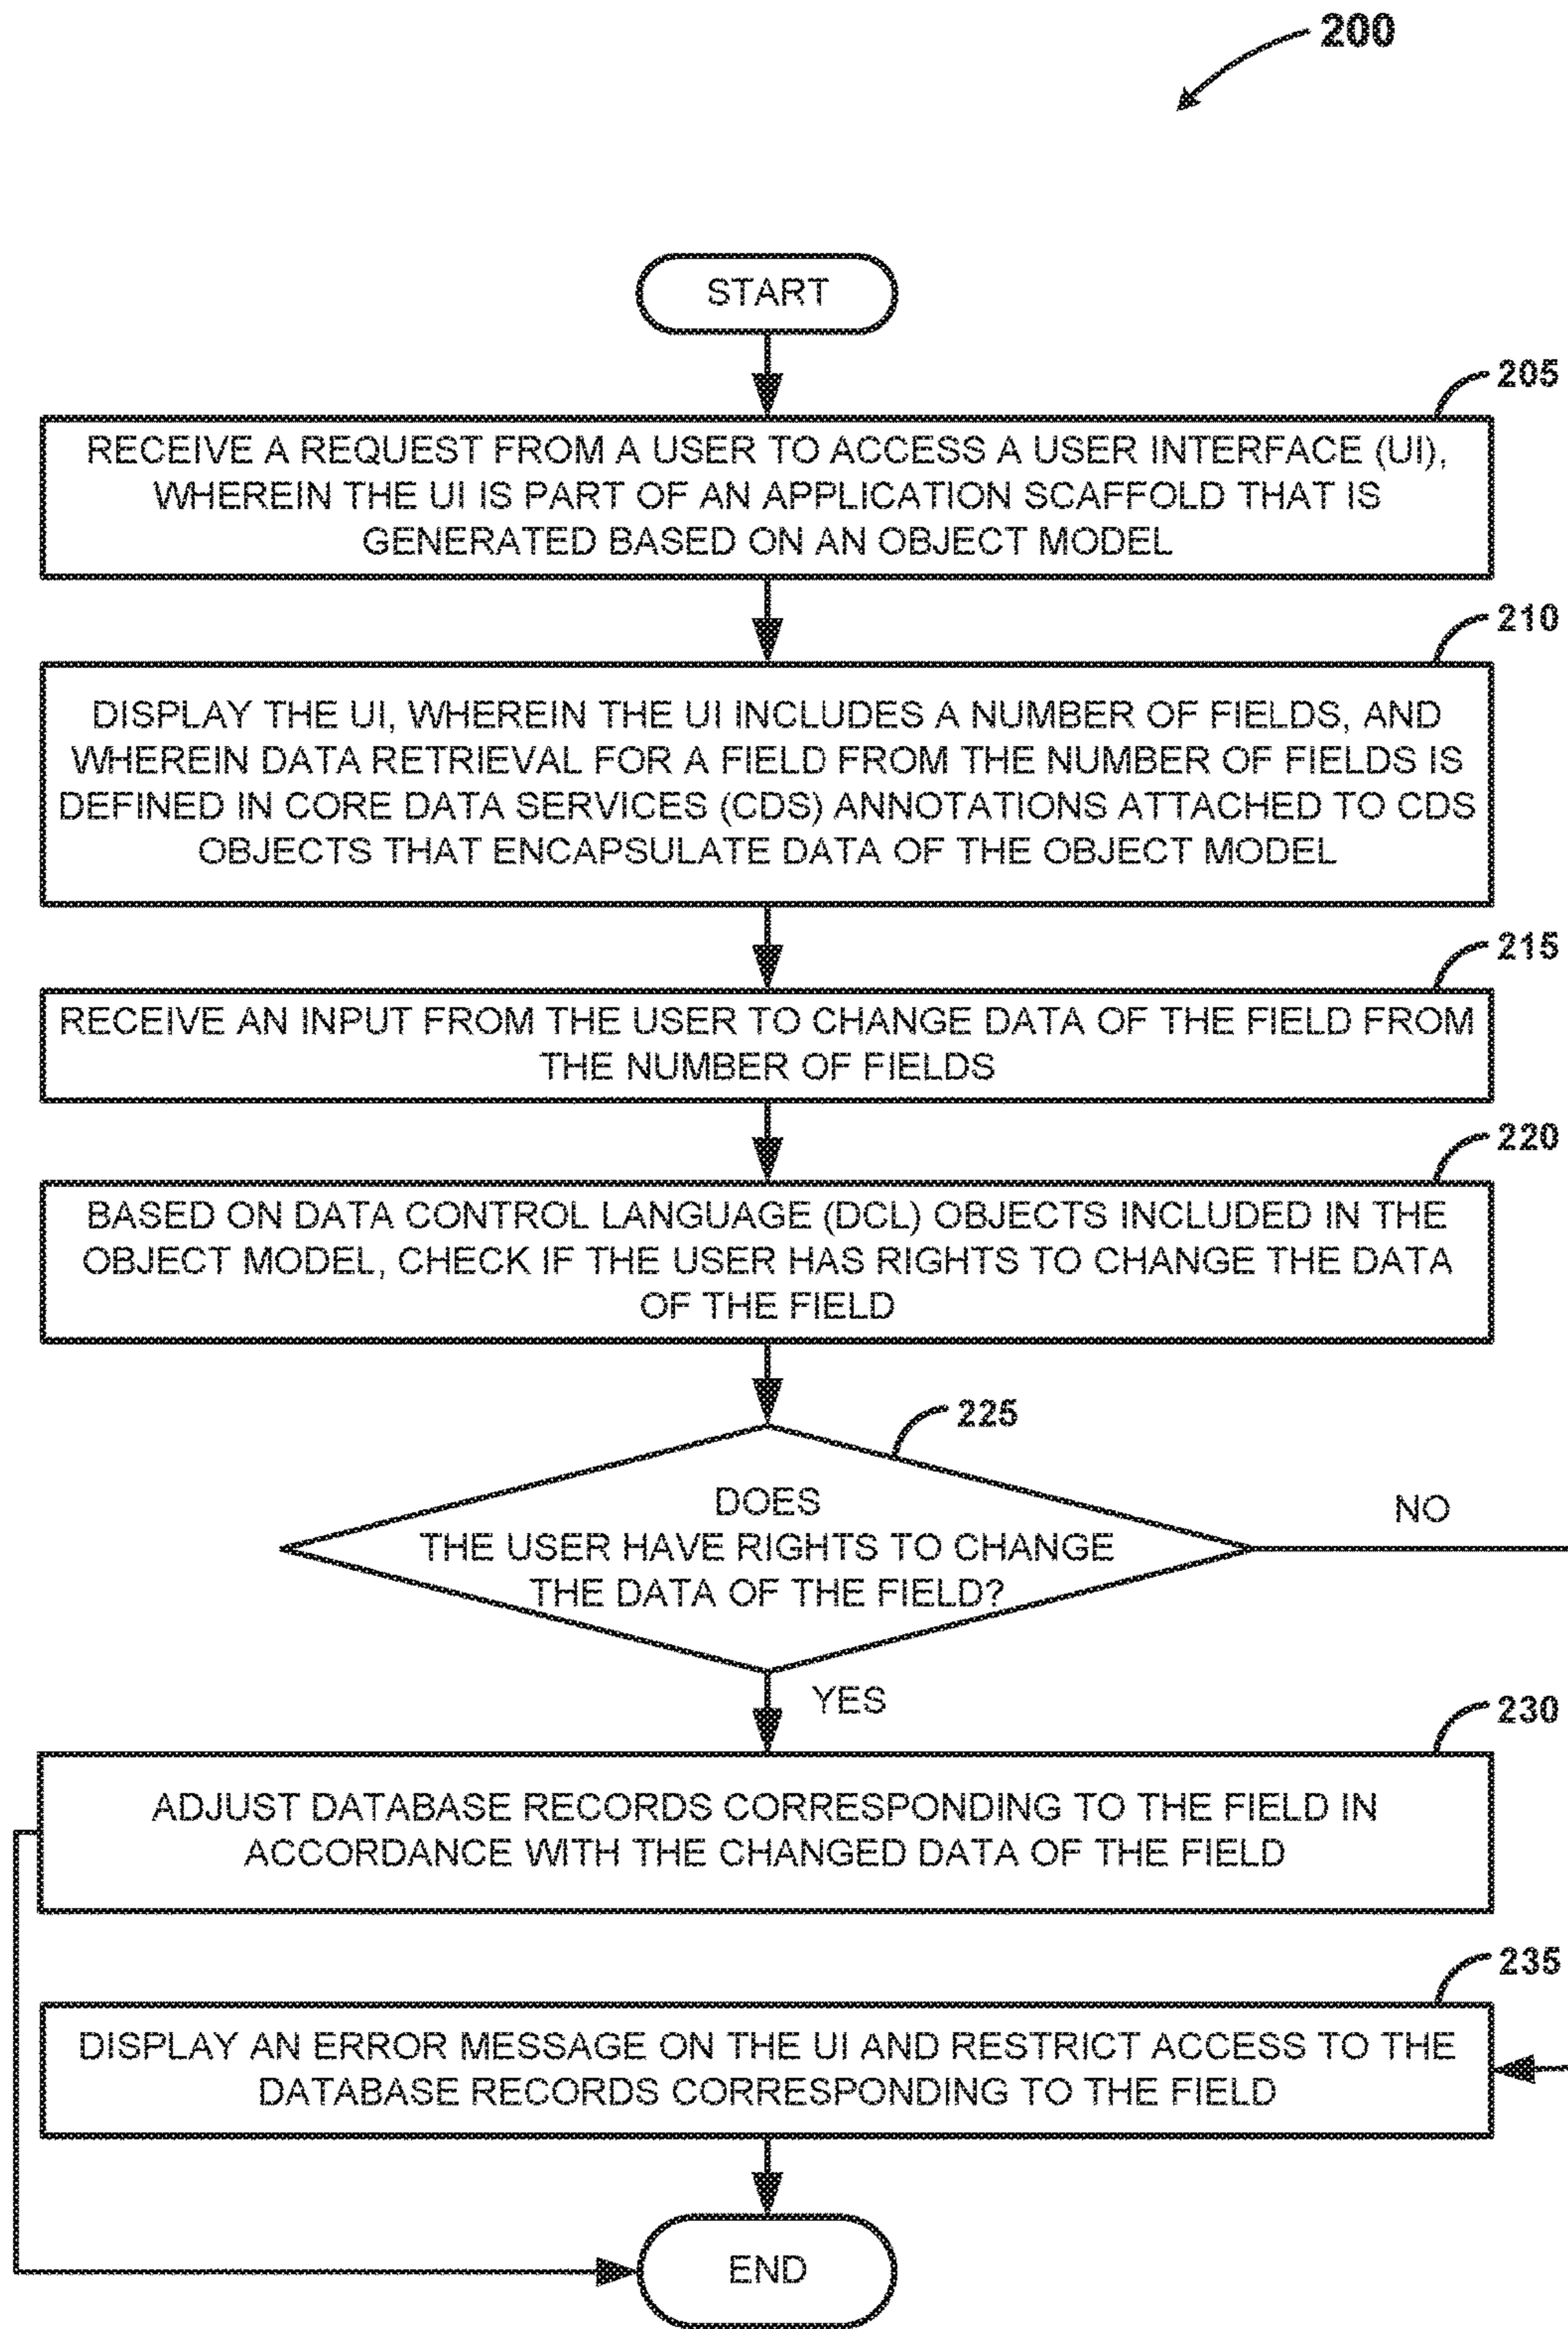 200
START
205
RECEIVE A REQUEST FROM A USER TO ACCESS A USER INTERFACE (UI),
WHEREIN THE UI IS PART OF AN APPLICATION SCAFFOLD THAT IS
GENERATED BASED ON AN OBJECT MODEL
210
DISPLAY THE UI, WHEREIN THE UI INCLUDES A NUMBER OF FIELDS, AND
WHEREIN DATA RETRIEVAL FOR A FIELD FROM THE NUMBER OF FIELDS IS
DEFINED IN CORE DATA SERVICES (CDS) ANNOTATIONS ATTACHED TO CDS
OBJECTS THAT ENCAPSULATE DATA OF THE OBJECT MODEL
215
RECEIVE AN INPUT FROM THE USER TO CHANGE DATA OF THE FIELD FROM
THE NUMBER OF FIELDS
220
BASED ON DATA CONTROL LANGUAGE (DCL) OBJECTS INCLUDED IN THE
OBJECT MODEL, CHECK IF THE USER HAS RIGHTS TO CHANGE THE DATA
OF THE FIELD
225
DOES
THE USER HAVE RIGHTS TO CHANGE
THE DATA OF THE FIELD?
NO
YES
230
ADJUST DATABASE RECORDS CORRESPONDING TO THE FIELD IN
ACCORDANCE WITH THE CHANGED DATA OF THE FIELD
235
DISPLAY AN ERROR MESSAGE ON THE UI AND RESTRICT ACCESS TO THE
DATABASE RECORDS CORRESPONDING TO THE FIELD
END